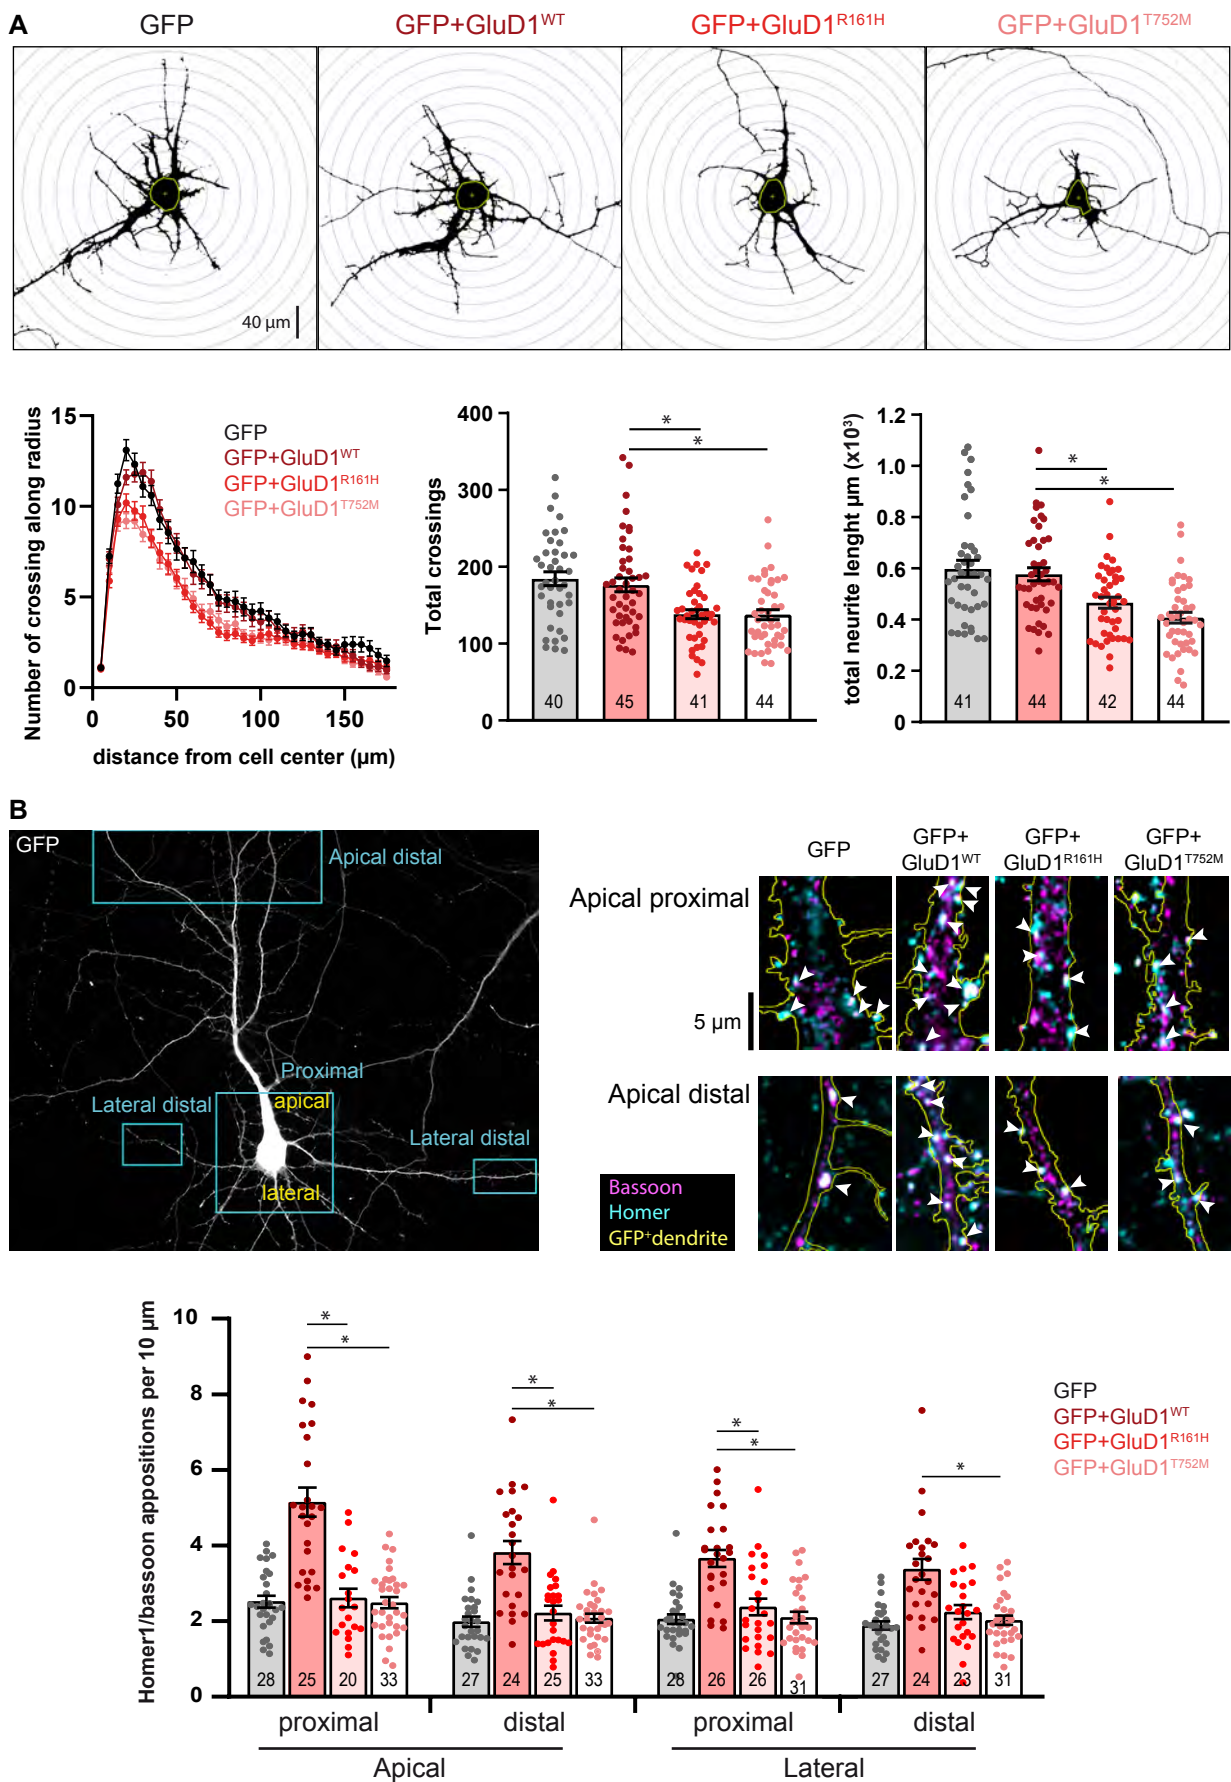 A
GFP
GFP+GluD1WT
GFP+GluD1R161H
GFP+GluD1T752M
40 µm
Number of crossing along radius
15
10
5
0
0 50 100 150
distance from cell center (µm)
GFP
GFP+GluD1WT
GFP+GluD1R161H
GFP+GluD1T752M
Total crossings
400
300
200
100
0
* 
*
40 45 41 44
total neurite lenght µm (x10³)
1.2
1.0
0.8
0.6
0.4
0.2
0
*
*
41 44 42 44
B
GFP
Apical distal
Proximal
apical
Lateral distal
Lateral distal
lateral
GFP
GFP+
GluD1WT
GFP+
GluD1R161H
GFP+
GluD1T752M
Apical proximal
5 µm
Apical distal
Bassoon
Homer
GFP+dendrite
Homer1/bassoon appositions per 10 µm
10
8
6
4
2
0
*
*
*
*
*
*
*
28 25 20 33 27 24 25 33 28 26 26 31 27 24 23 31
proximal distal proximal distal
Apical Lateral
GFP
GFP+GluD1WT
GFP+GluD1R161H
GFP+GluD1T752M